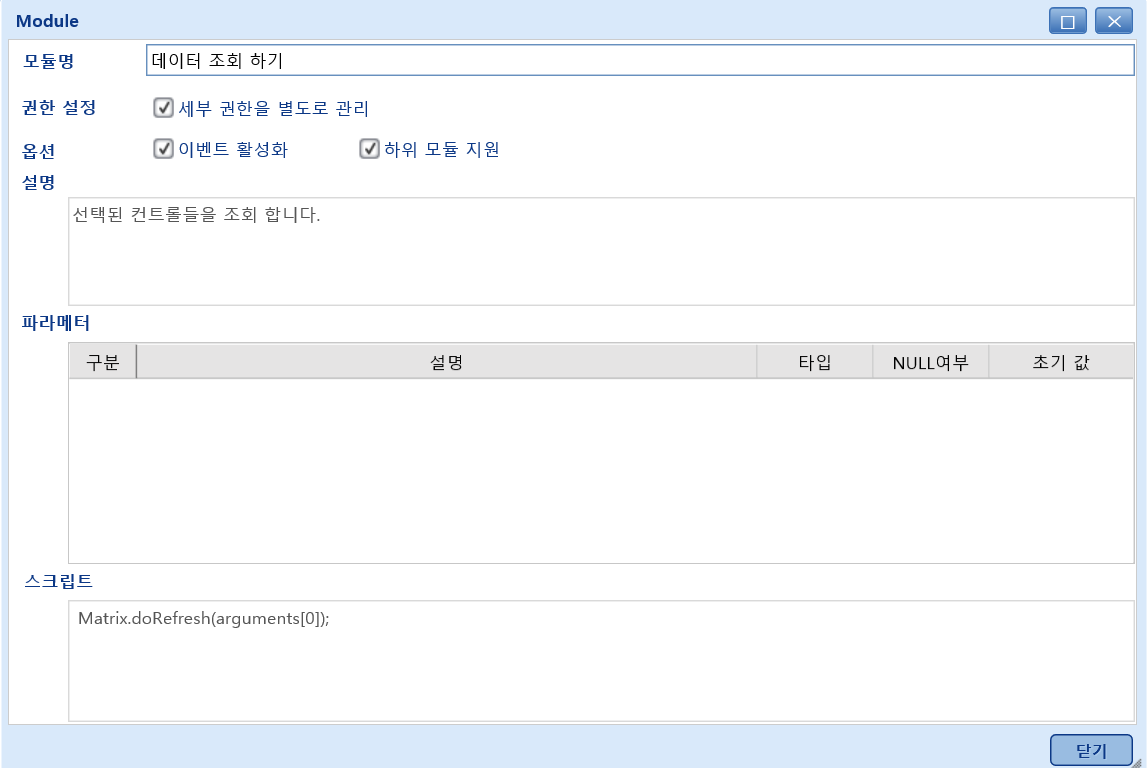 Module
모듈명 데이터 조회 하기
권한 설정 세부 권한을 별도로 관리
옵션 이벤트 활성화 하위 모듈 지원
설명
선택된 컨트롤들을 조회 합니다.
파라메터
구분 설명 타입 NULL여부 초기 값
스크립트
Matrix.doRefresh(arguments[0]);
닫기